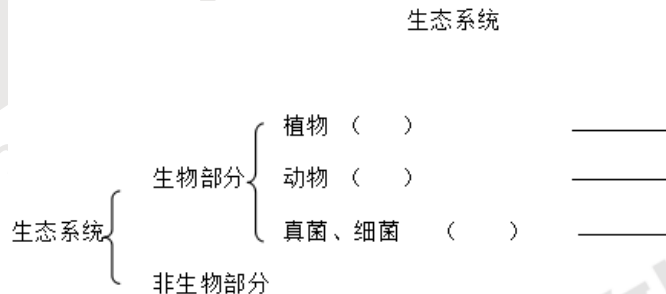 生态系统
植物 （ ）
生物部分 动物 （ ）
生态系统 真菌、细菌 （ ）
非生物部分